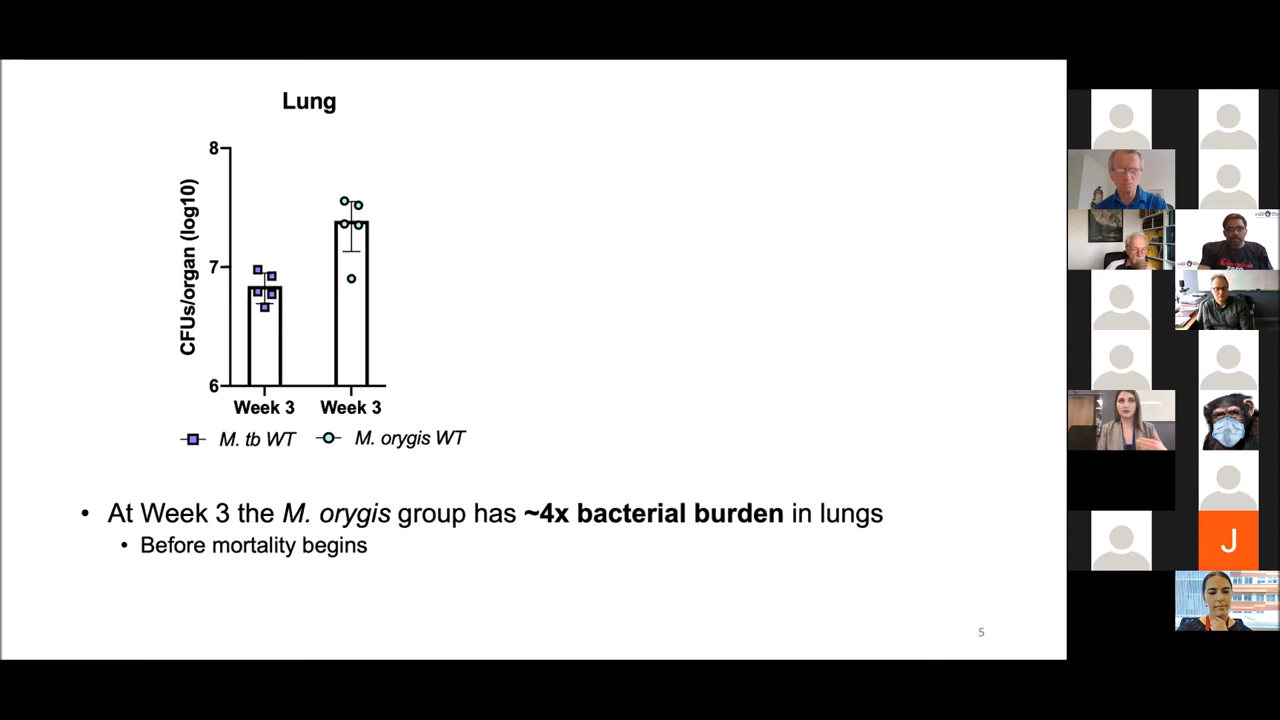 Lung
8
7
6
CFUs/organ (log10)
Week 3 Week 3
M. tb WT M. orygis WT
• At Week 3 the M. orygis group has ~4x bacterial burden in lungs
• Before mortality begins
5
J